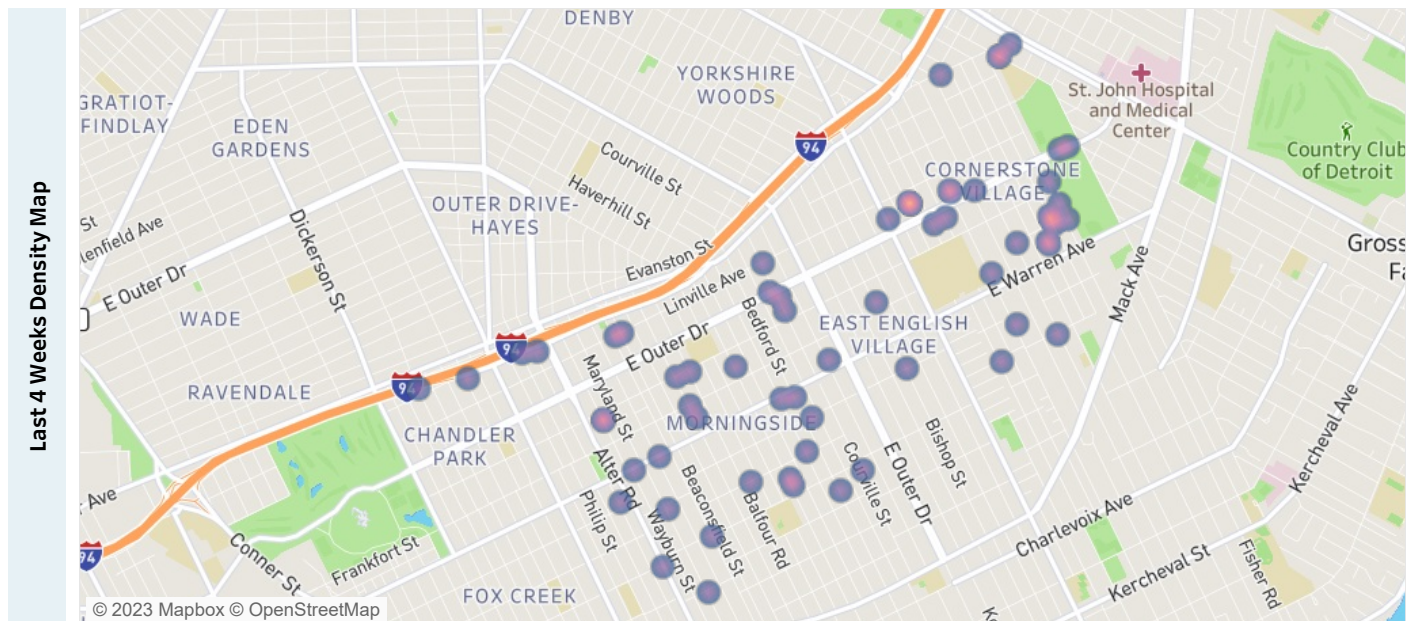 Last 4 Weeks Density Map
DENBY
YORKSHIRE
WOODS
St. John Hospital
and Medical
Center
GRATIOT-
FINDLAY
EDEN
GARDENS
94
Country Club
of Detroit
Courville St
CORNERSTONE
VILLAGE
Haverhill St
OUTER DRIVE-
HAYES
St
lenfield Ave
Dickerson St
Evanston St
Gross
Fa
E Outer Dr
Linville Ave
E Warren Ave
Mack Ave
WADE
Bedford St
EAST ENGLISH
VILLAGE
E Outer Dr
94
94
Maryland St
RAVENDALE
MORNINGSIDE
CHANDLER
PARK
Kercheval Ave
Bishop St
E Outer Dr
Courville St
Alter Rd
Beaconsfield St
Balfour Rd
r Ave
Philip St
Wayburn St
Charlevoix Ave
94
Conner St
Frankfort St
Kercheval St
Fisher Rd
FOX CREEK
© 2023 Mapbox © OpenStreetMap